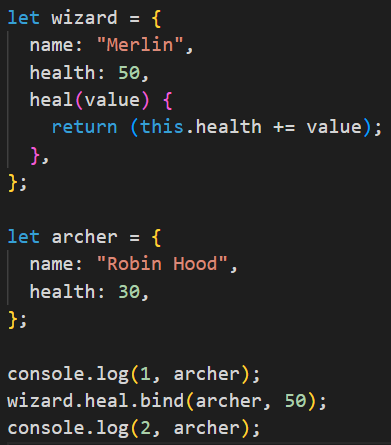 let wizard = {
  name: "Merlin",
  health: 50,
  heal(value) {
    return (this.health += value);
  },
};

let archer = {
  name: "Robin Hood",
  health: 30,
};

console.log(1, archer);
wizard.heal.bind(archer, 50);
console.log(2, archer);